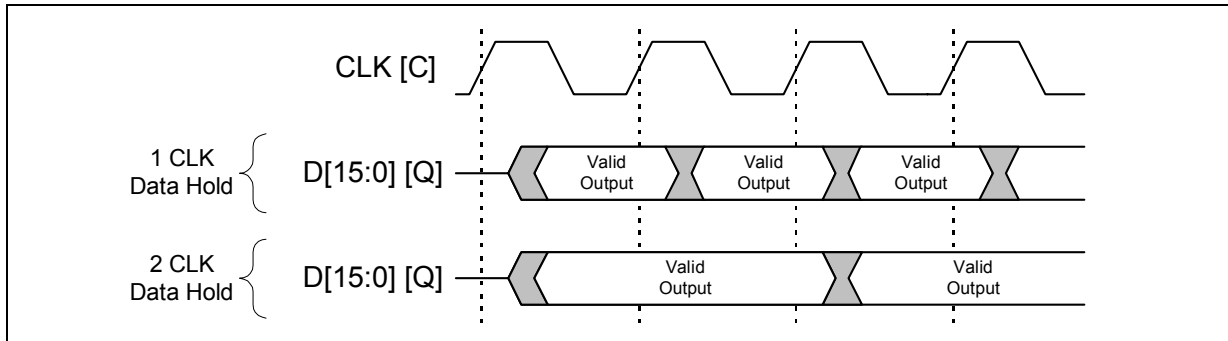 CLK [C]
1 CLK
Data Hold
D[15:0] [Q]
Valid
Output
Valid
Output
Valid
Output
2 CLK
Data Hold
D[15:0] [Q]
Valid
Output
Valid
Output